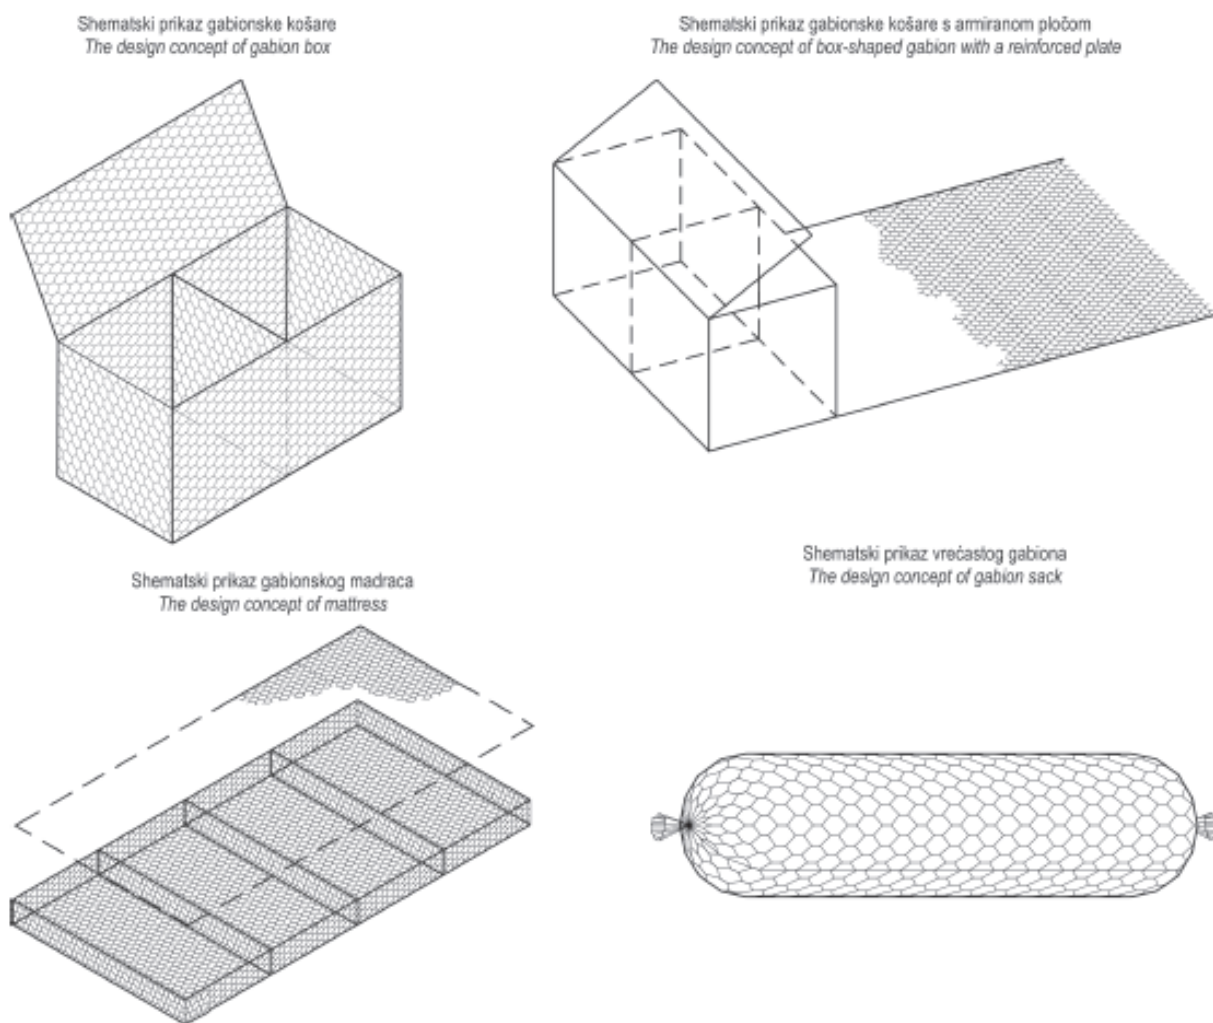 Shematski prikaz gabionske košare
The design concept of gabion box
Shematski prikaz gabionske košare s armiranom pločom
The design concept of box-shaped gabion with a reinforced plate
Shematski prikaz gabionskog madraca
The design concept of mattress
Shematski prikaz vrećastog gabiona
The design concept of gabion sack